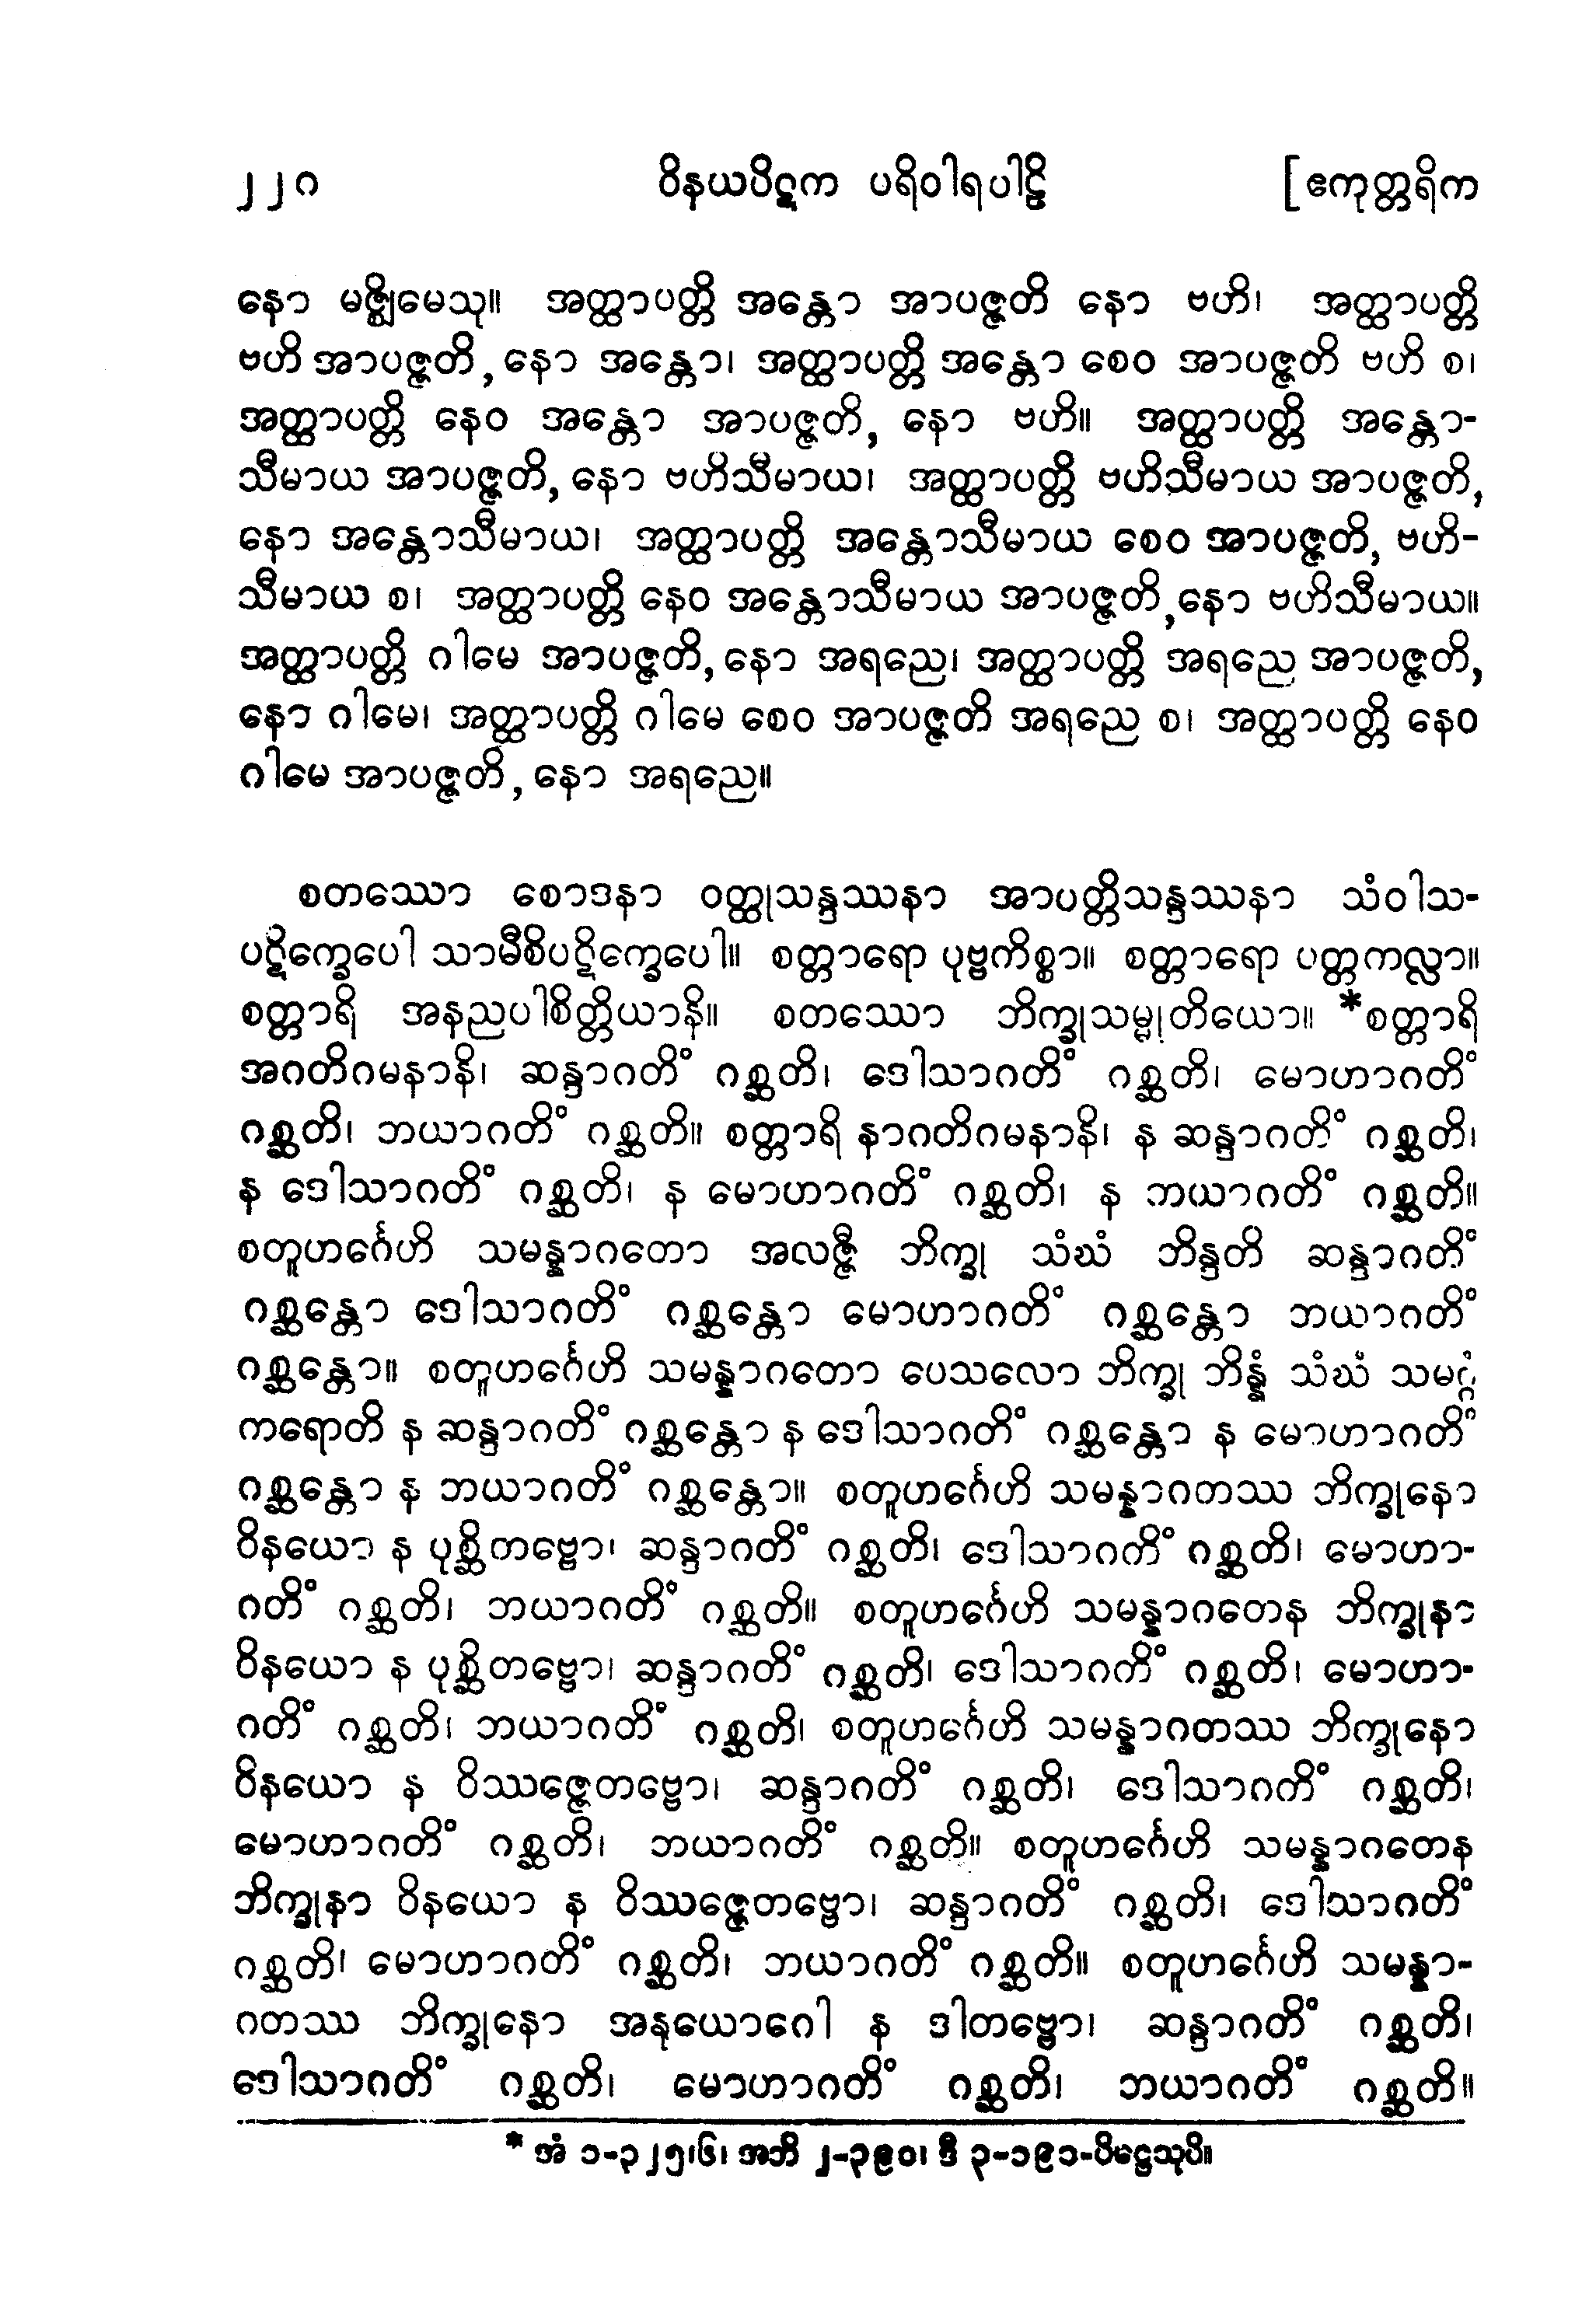 ၂၂ဂ ဝိနယပိဋက ပရိဝါရပါဠိ [ဧကုတ္တရိက
နော မဇ္ဈိမေသု။ အတ္ထာပတ္တိ အန္တော အာပဇ္ဇတိ နော ဗဟိ၊ အတ္ထာပတ္တိ
ဗဟိ အာပဇ္ဇတိ, နော အန္တော၊ အတ္ထာပတ္တိ အန္တော စေဝ အာပဇ္ဇတိ ဗဟိ စ၊
အတ္ထာပတ္တိ နေဝ အန္တော အာပဇ္ဇတိ, နော ဗဟိ။ အတ္ထာပတ္တိ အန္တော-
သီမာယ အာပဇ္ဇတိ, နော ဗဟိသီမာယ၊ အတ္ထာပတ္တိ ဗဟိသီမာယ အာပဇ္ဇတိ,
နော အန္တောသီမာယ၊ အတ္ထာပတ္တိ အန္တောသီမာယ စေဝ အာပဇ္ဇတိ, ဗဟိ-
သီမာယ စ၊ အတ္ထာပတ္တိ နေဝ အန္တောသီမာယ အာပဇ္ဇတိ,နော ဗဟိသီမာယ။
အတ္ထာပတ္တိ ဂါမေ အာပဇ္ဇတိ, နော အရညေ၊ အတ္ထာပတ္တိ အရညေ အာပဇ္ဇတိ,
နော ဂါမေ၊ အတ္ထာပတ္တိ ဂါမေ စေဝ အာပဇ္ဇတိ အရညေ စ၊ အတ္ထာပတ္တိ နေဝ
ဂါမေ အာပဇ္ဇတိ, နော အရညေ။
စတဿော စောဒနာ ဝတ္ထုသန္ဒဿနာ အာပတ္တိသန္ဒဿနာ သံဝါသ-
ပဋိက္ခေပေါ သာမီစိပဋိက္ခေပေါ။ စတ္တာရော ပုဗ္ဗကိစ္စာ။ စတ္တာရော ပတ္တကလ္လာ။
စတ္တာရိ အနညပါစိတ္တိယာနိ။ စတဿော ဘိက္ခုသမ္မုတိယော။ *စတ္တာရိ
အဂတိဂမနာနိ၊ ဆန္ဒာဂတိံ ဂစ္ဆတိ၊ ဒေါသာဂတိံ ဂစ္ဆတိ၊ မောဟာဂတိံ
ဂစ္ဆတိ၊ ဘယာဂတိံ ဂစ္ဆတိ။ စတ္တာရိ နာဂတိဂမနာနိ၊ န ဆန္ဒာဂတိံ ဂစ္ဆတိ၊
န ဒေါသာဂတိံ ဂစ္ဆတိ၊ န မောဟာဂတိံ ဂစ္ဆတိ၊ န ဘယာဂတိံ ဂစ္ဆတိ။
စတူဟင်္ဂေဟိ သမန္နာဂတော အလဇ္ဇီ ဘိက္ခု သံဃံ ဘိန္ဒတိ ဆန္ဒာဂတိံ
ဂစ္ဆန္တော ဒေါသာဂတိံ ဂစ္ဆန္တော မောဟာဂတိံ ဂစ္ဆန္တော ဘယာဂတိံ
ဂစ္ဆန္တော။ စတူဟင်္ဂေဟိ သမန္နာဂတော ပေသလော ဘိက္ခု ဘိန္နံ သံဃံ သမဂ္ဂံ
ကရောတိ န ဆန္ဒာဂတိံ ဂစ္ဆန္တော န ဒေါသာဂတိံ ဂစ္ဆန္တော န မောဟာဂတိံ
ဂစ္ဆန္တော န ဘယာဂတိံ ဂစ္ဆန္တော။ စတူဟင်္ဂေဟိ သမန္နာဂတဿ ဘိက္ခုနော
ဝိနယော န ပုစ္ဆိတဗ္ဗော၊ ဆန္ဒာဂတိံ ဂစ္ဆတိ၊ ဒေါသာဂတိံ ဂစ္ဆတိ၊ မောဟာ-
ဂတိံ ဂစ္ဆတိ၊ ဘယာဂတိံ ဂစ္ဆတိ။ စတူဟင်္ဂေဟိ သမန္နာဂတေန ဘိက္ခုနာ
ဝိနယော န ပုစ္ဆိတဗ္ဗော၊ ဆန္ဒာဂတိံ ဂစ္ဆတိ၊ ဒေါသာဂတိံ ဂစ္ဆတိ၊ မောဟာ-
ဂတိံ ဂစ္ဆတိ၊ ဘယာဂတိံ ဂစ္ဆတိ၊ စတူဟင်္ဂေဟိ သမန္နာဂတဿ ဘိက္ခုနော
ဝိနယော န ဝိဿဇ္ဇေတဗ္ဗော၊ ဆန္ဒာဂတိံ ဂစ္ဆတိ၊ ဒေါသာဂတိံ ဂစ္ဆတိ၊
မောဟာဂတိံ ဂစ္ဆတိ၊ ဘယာဂတိံ ဂစ္ဆတိ။ စတူဟင်္ဂေဟိ သမန္နာဂတေန
ဘိက္ခုနာ ဝိနယော န ဝိဿဇ္ဇေတဗ္ဗော၊ ဆန္ဒာဂတိံ ဂစ္ဆတိ၊ ဒေါသာဂတိံ
ဂစ္ဆတိ၊ မောဟာဂတိံ ဂစ္ဆတိ၊ ဘယာဂတိံ ဂစ္ဆတိ။ စတူဟင်္ဂေဟိ သမန္နာ-
ဂတဿ ဘိက္ခုနော အနုယောဂေါ န ဒါတဗ္ဗော၊ ဆန္ဒာဂတိံ ဂစ္ဆတိ၊
ဒေါသာဂတိံ ဂစ္ဆတိ၊ မောဟာဂတိံ ဂစ္ဆတိ၊ ဘယာဂတိံ ဂစ္ဆတိ။
* အံ ၁-၃၂၅၊၆၊ အဘိ ၂-၃၉၀၊ ဒီ ၃-၁၉၁-ပိဋ္ဌေသုပိ။